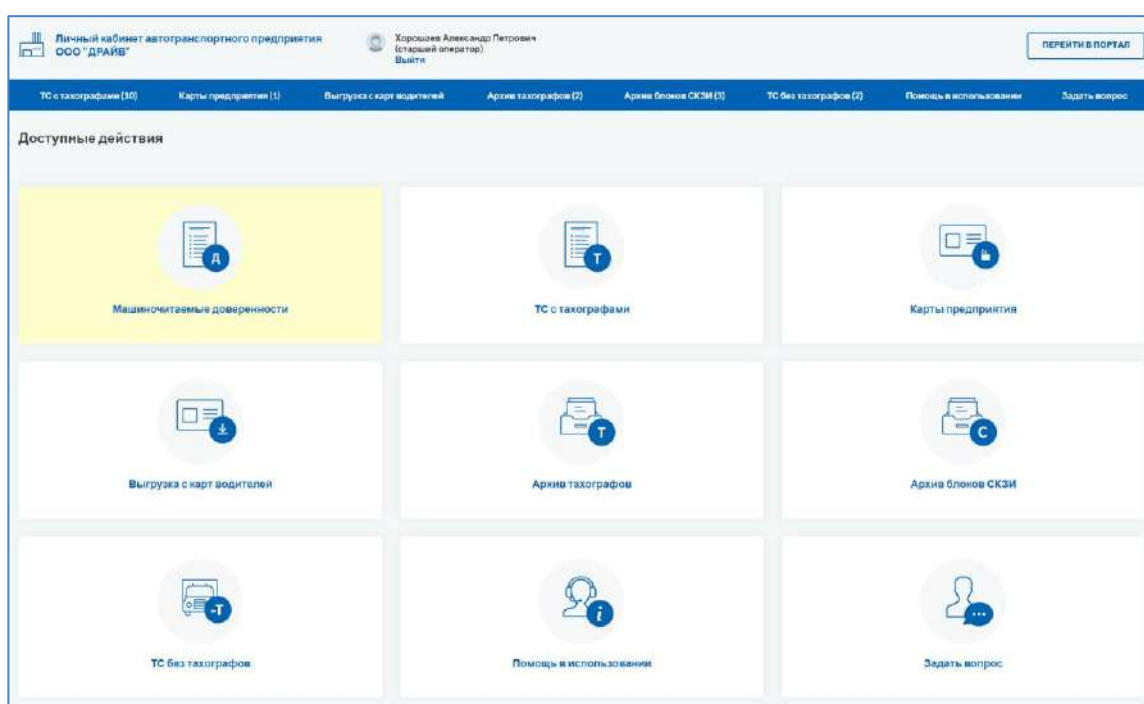 Личный кабинет автотранспортного предприятия
ООО "ДРАЙВ"
Хорошаев Александр Петрович
(старший оператор)
Выйти
ПЕРЕЙТИ В ПОРТАЛ
ТС с тахографами (10) Карты предприятия (1) Выгрузка с карт водителей Архив тахографов (2) Архив блоков СКЗИ (3) ТС без тахографов (2) Помощь в использовании Задать вопрос
Доступные действия
Д
Т
Машиночитаемые доверенности
ТС с тахографами
Карты предприятия
Т
С
Выгрузка с карт водителей
Архив тахографов
Архив блоков СКЗИ
-Т
i
ТС без тахографов
Помощь в использовании
Задать вопрос